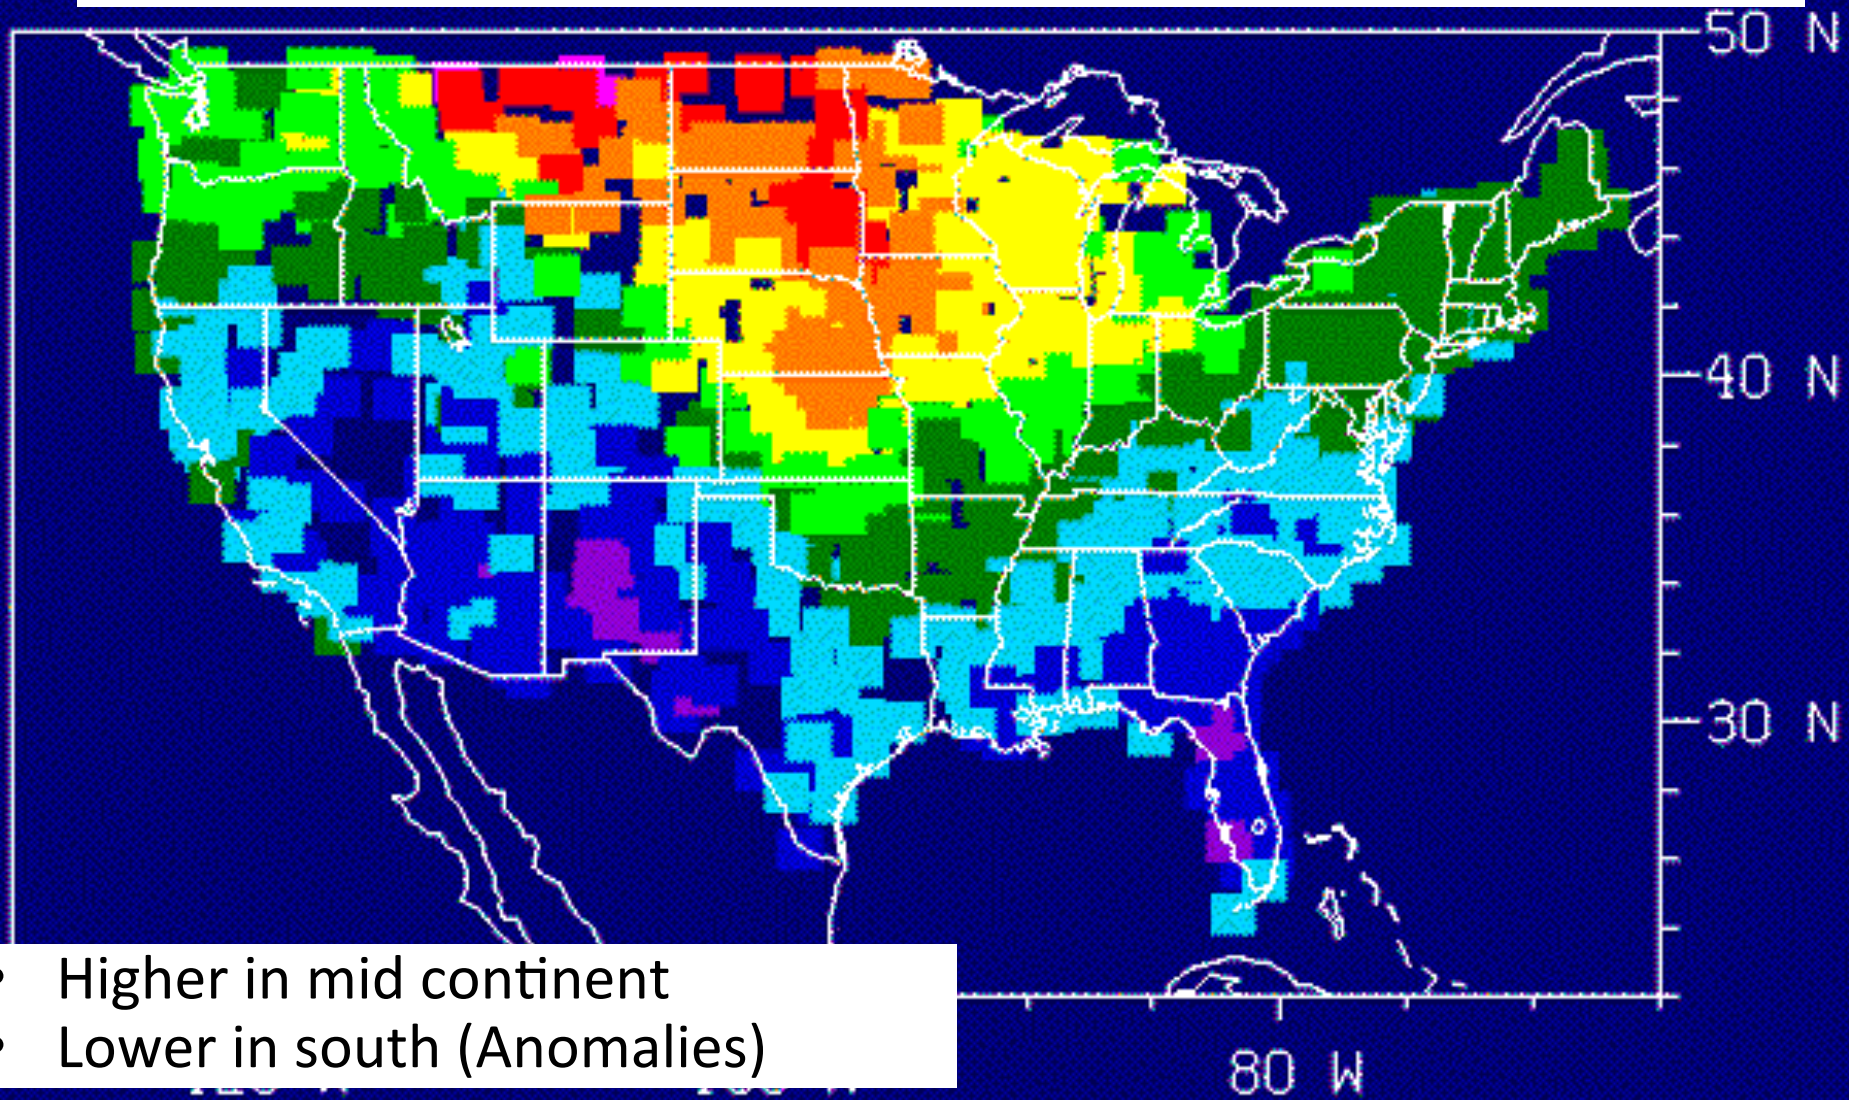 50 N
40 N
30 N
• Higher in mid continent
• Lower in south (Anomalies)
80 W